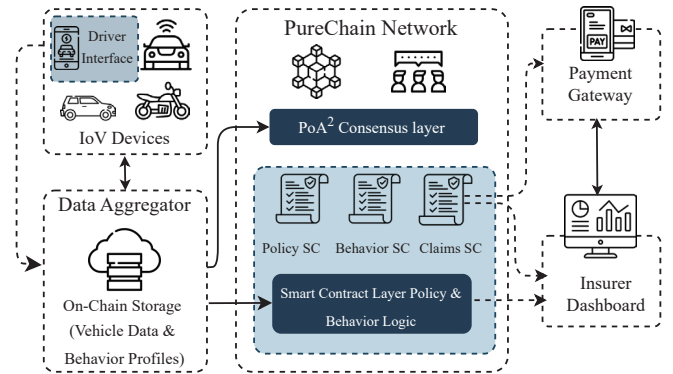 Driver
Interface
IoV Devices
Data Aggregator
On-Chain Storage
(Vehicle Data &
Behavior Profiles)
PureChain Network
PoA² Consensus layer
Policy SC
Behavior SC
Claims SC
Smart Contract Layer Policy &
Behavior Logic
PAY
Payment
Gateway
Insurer
Dashboard